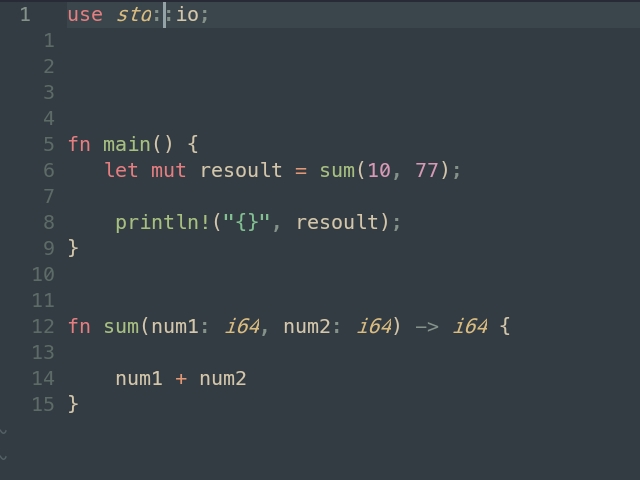 1 use std::io;
1
2
3
4
5 fn main() {
6 let mut resoult = sum(10, 77);
7
8 println!("{}", resoult);
9 }
10
11
12 fn sum(num1: i64, num2: i64) -> i64 {
13
14 num1 + num2
15 }
~
~